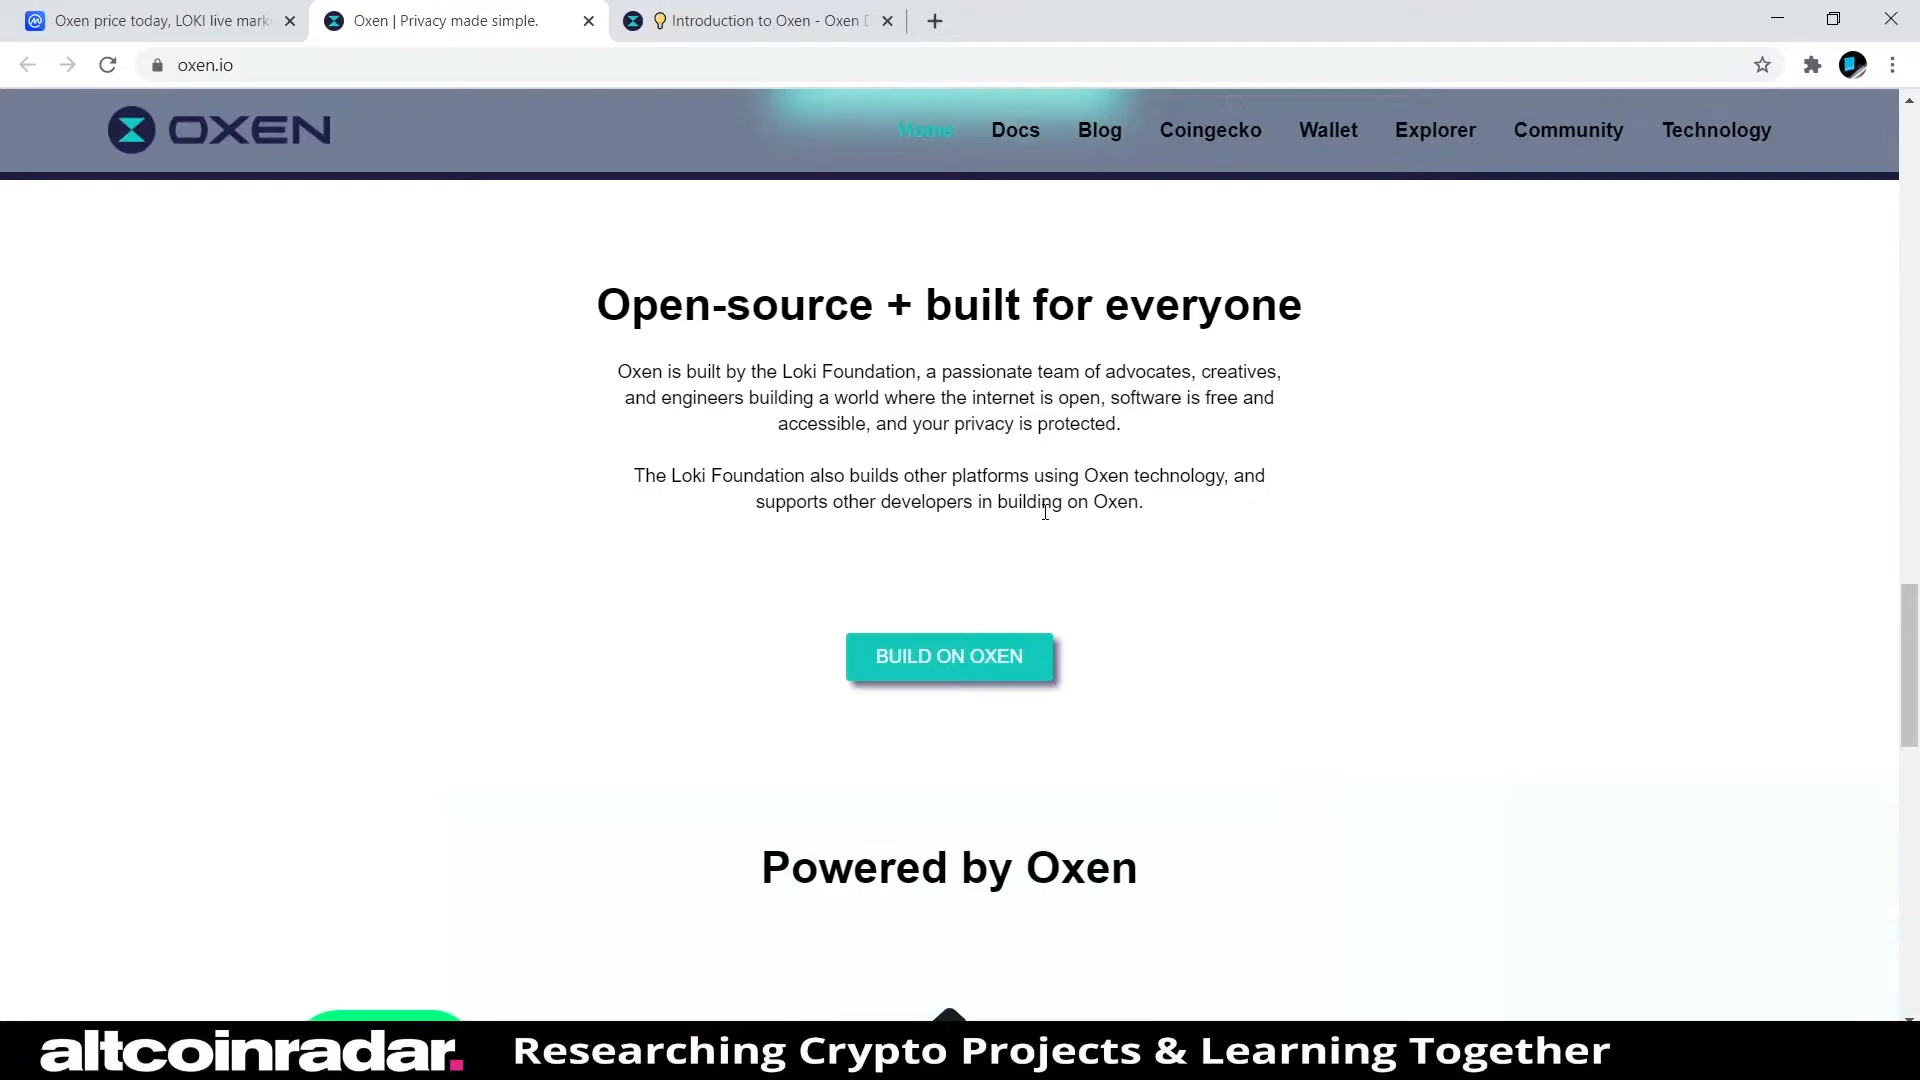 Oxen price today, LOKI live mark
Oxen | Privacy made simple.
Introduction to Oxen - Oxen D
oxen.io
OXEN
Home
Docs
Blog
Coingecko
Wallet
Explorer
Community
Technology
Open-source + built for everyone
Oxen is built by the Loki Foundation, a passionate team of advocates, creatives,
and engineers building a world where the internet is open, software is free and
accessible, and your privacy is protected.
The Loki Foundation also builds other platforms using Oxen technology, and
supports other developers in building on Oxen.
BUILD ON OXEN
Powered by Oxen
altcoinradar.
Researching Crypto Projects & Learning Together